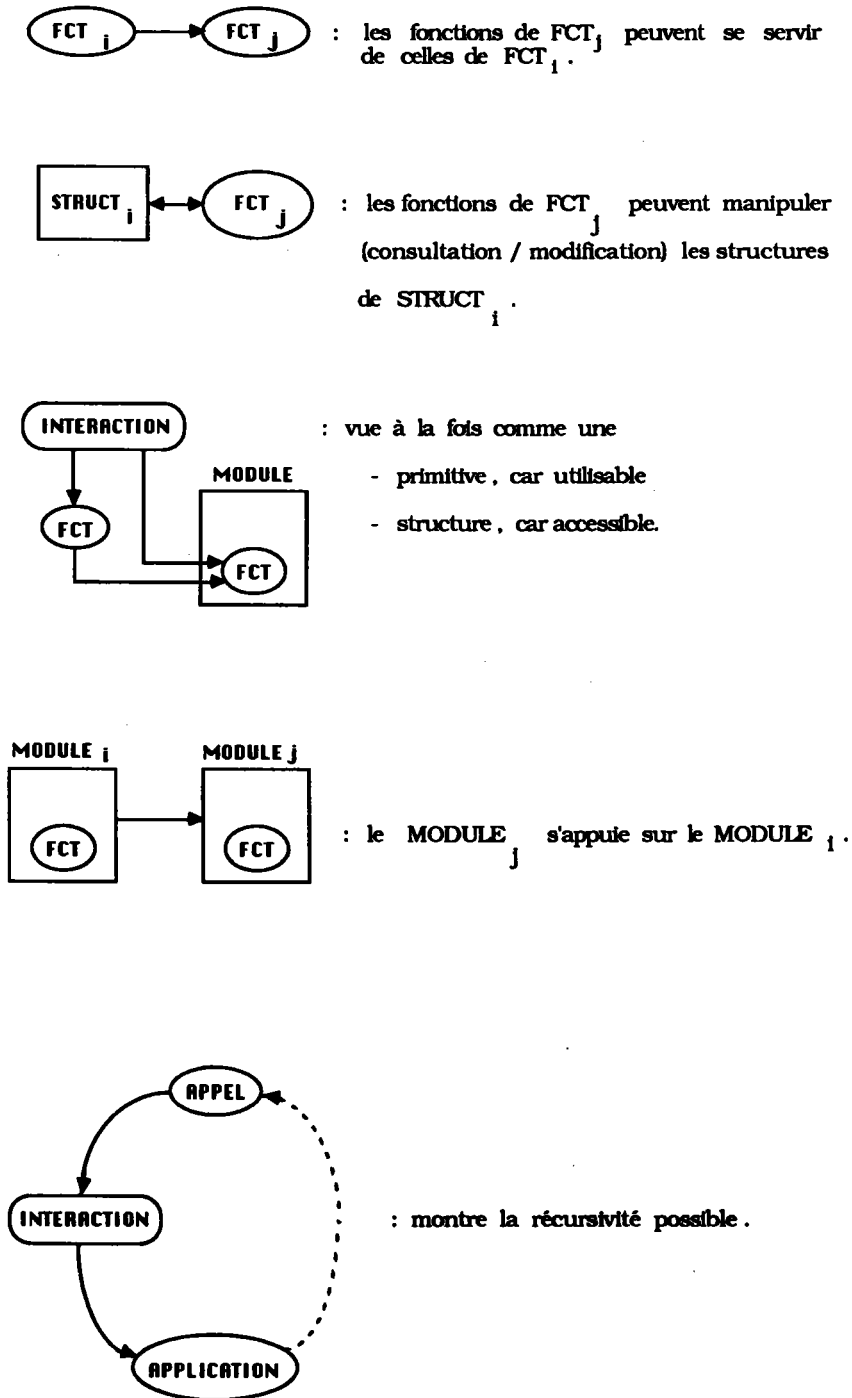 FCT i FCT j : les fonctions de FCT j peuvent se servir
de celles de FCT i .
STRUCT i FCT j : les fonctions de FCT j peuvent manipuler
(consultation / modification) les structures
de STRUCT i .
INTERACTION : vue à la fois comme une
MODULE - primitive , car utilisable
FCT - structure , car accessible.
FCT
MODULE i MODULE j
FCT FCT : le MODULE j s'appuie sur le MODULE i .
APPEL
INTERACTION : montre la récursivité possible .
APPLICATION